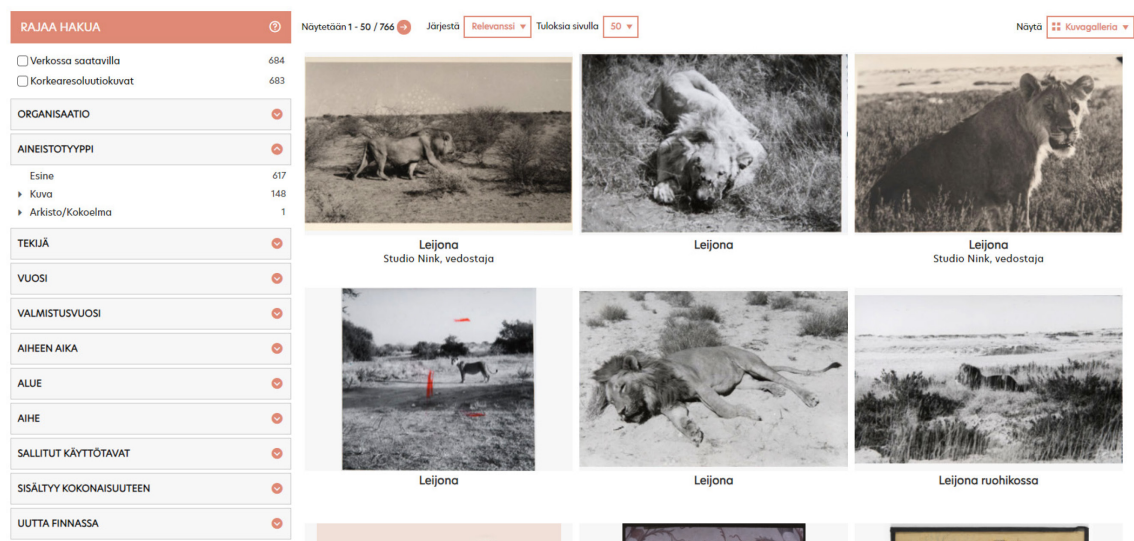 RAJAA HAKUA
Verkossa saatavilla 684
Korkearesoluutiokuvat 683
ORGANISAATIO
AINEISTOTYYPPI
Esine 617
Kuva 148
Arkisto/Kokoelma 1
TEKIJÄ
VUOSI
VALMISTUSVUOSI
AIHEEN AIKA
ALUE
AIHE
SALLITUT KÄYTTÖTAVAT
SISÄLTYY KOKONAISUUTEEN
UUTTA FINNASSA
Näytetään 1 - 50 / 766 Järjestä Relevanssi Tuloksia sivulla 50 Näytä Kuvagalleria
Leijona
Studio Nink, vedostaja
Leijona
Leijona
Studio Nink, vedostaja
Leijona
Leijona
Leijona ruohikossa